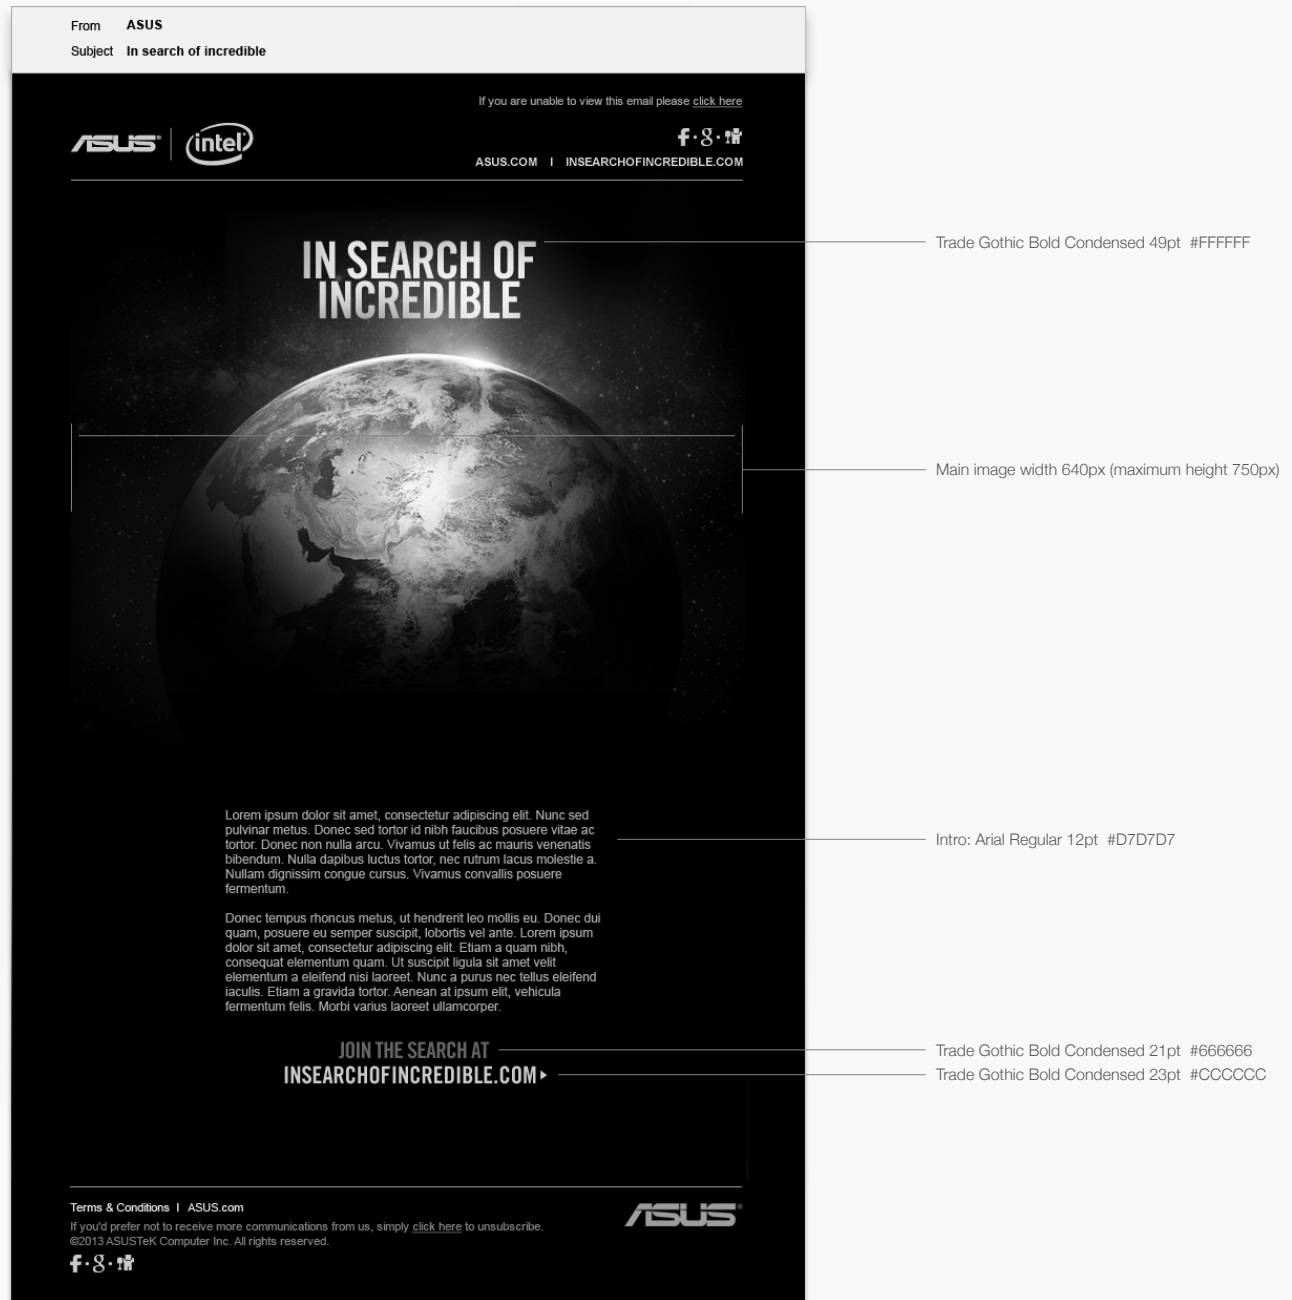 From ASUS
Subject In search of incredible
If you are unable to view this email please click here
ASUS® intel®
f · g ·
ASUS.COM I INSEARCHOFINCREDIBLE.COM
IN SEARCH OF
INCREDIBLE
Trade Gothic Bold Condensed 49pt #FFFFFF
Main image width 640px (maximum height 750px)
Lorem ipsum dolor sit amet, consectetur adipiscing elit. Nunc sed
pulvinar metus. Donec sed tortor id nibh faucibus posuere vitae ac
tortor. Donec non nulla arcu. Vivamus ut felis ac mauris venenatis
bibendum. Nulla dapibus luctus tortor, nec rutrum lacus molestie a.
Nullam dignissim congue cursus. Vivamus convallis posuere
fermentum.
Intro: Arial Regular 12pt #D7D7D7
Donec tempus rhoncus metus, ut hendrerit leo mollis eu. Donec dui
quam, posuere eu semper suscipit, lobortis vel ante. Lorem ipsum
dolor sit amet, consectetur adipiscing elit. Etiam a quam nibh,
consequat elementum quam. Ut suscipit ligula sit amet velit
elementum a eleifend nisi laoreet. Nunc a purus nec tellus eleifend
iaculis. Etiam a gravida tortor. Aenean at ipsum elit, vehicula
fermentum felis. Morbi varius laoreet ullamcorper.
JOIN THE SEARCH AT
Trade Gothic Bold Condensed 21pt #666666
INSEARCHOFINCREDIBLE.COM
Trade Gothic Bold Condensed 23pt #CCCCCC
Terms & Conditions I ASUS.com
If you'd prefer not to receive more communications from us, simply click here to unsubscribe.
©2013 ASUSTeK Computer Inc. All rights reserved.
f · g ·
ASUS®